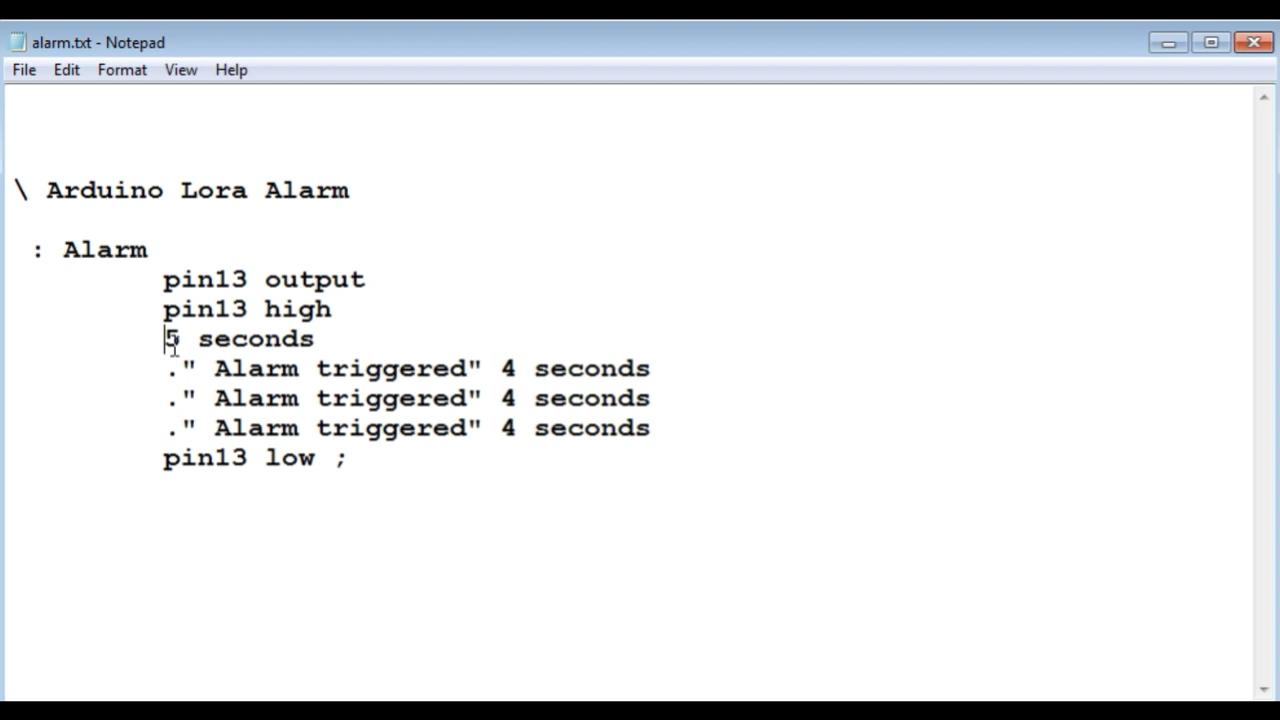 alarm.txt - Notepad
File Edit Format View Help
\ Arduino Lora Alarm
: Alarm
pin13 output
pin13 high
5 seconds
." Alarm triggered" 4 seconds
." Alarm triggered" 4 seconds
." Alarm triggered" 4 seconds
pin13 low ;